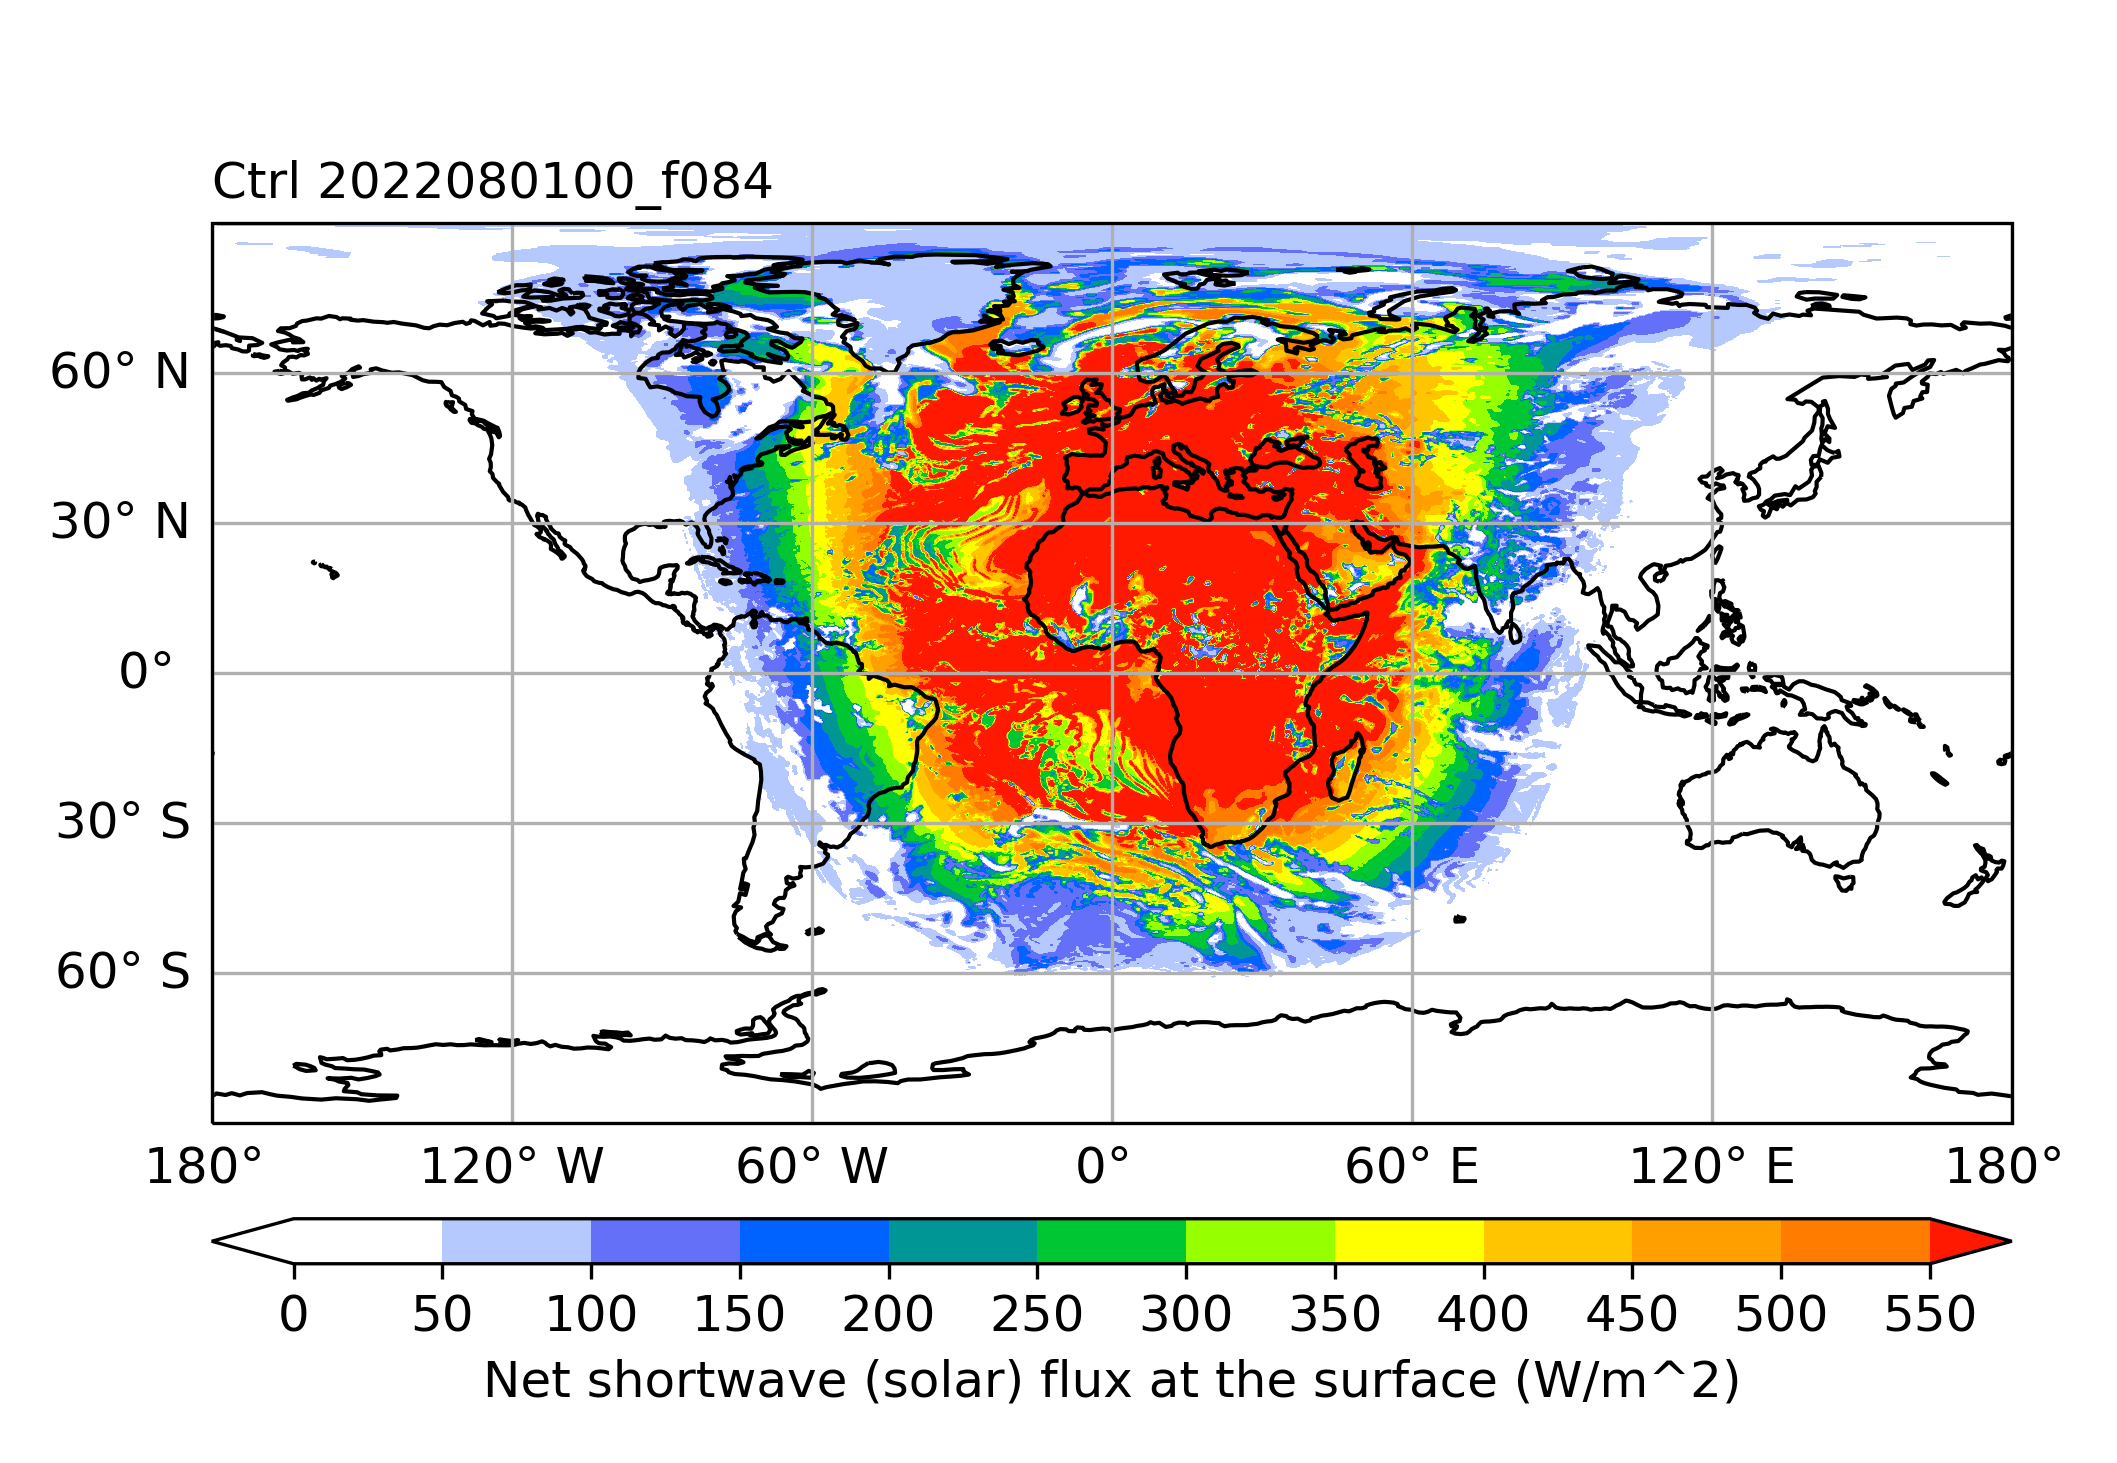 Ctrl 2022080100_f084
60° N
30° N
0°
30° S
60° S
180° 120° W 60° W 0° 60° E 120° E 180°
0 50 100 150 200 250 300 350 400 450 500 550
Net shortwave (solar) flux at the surface (W/m^2)